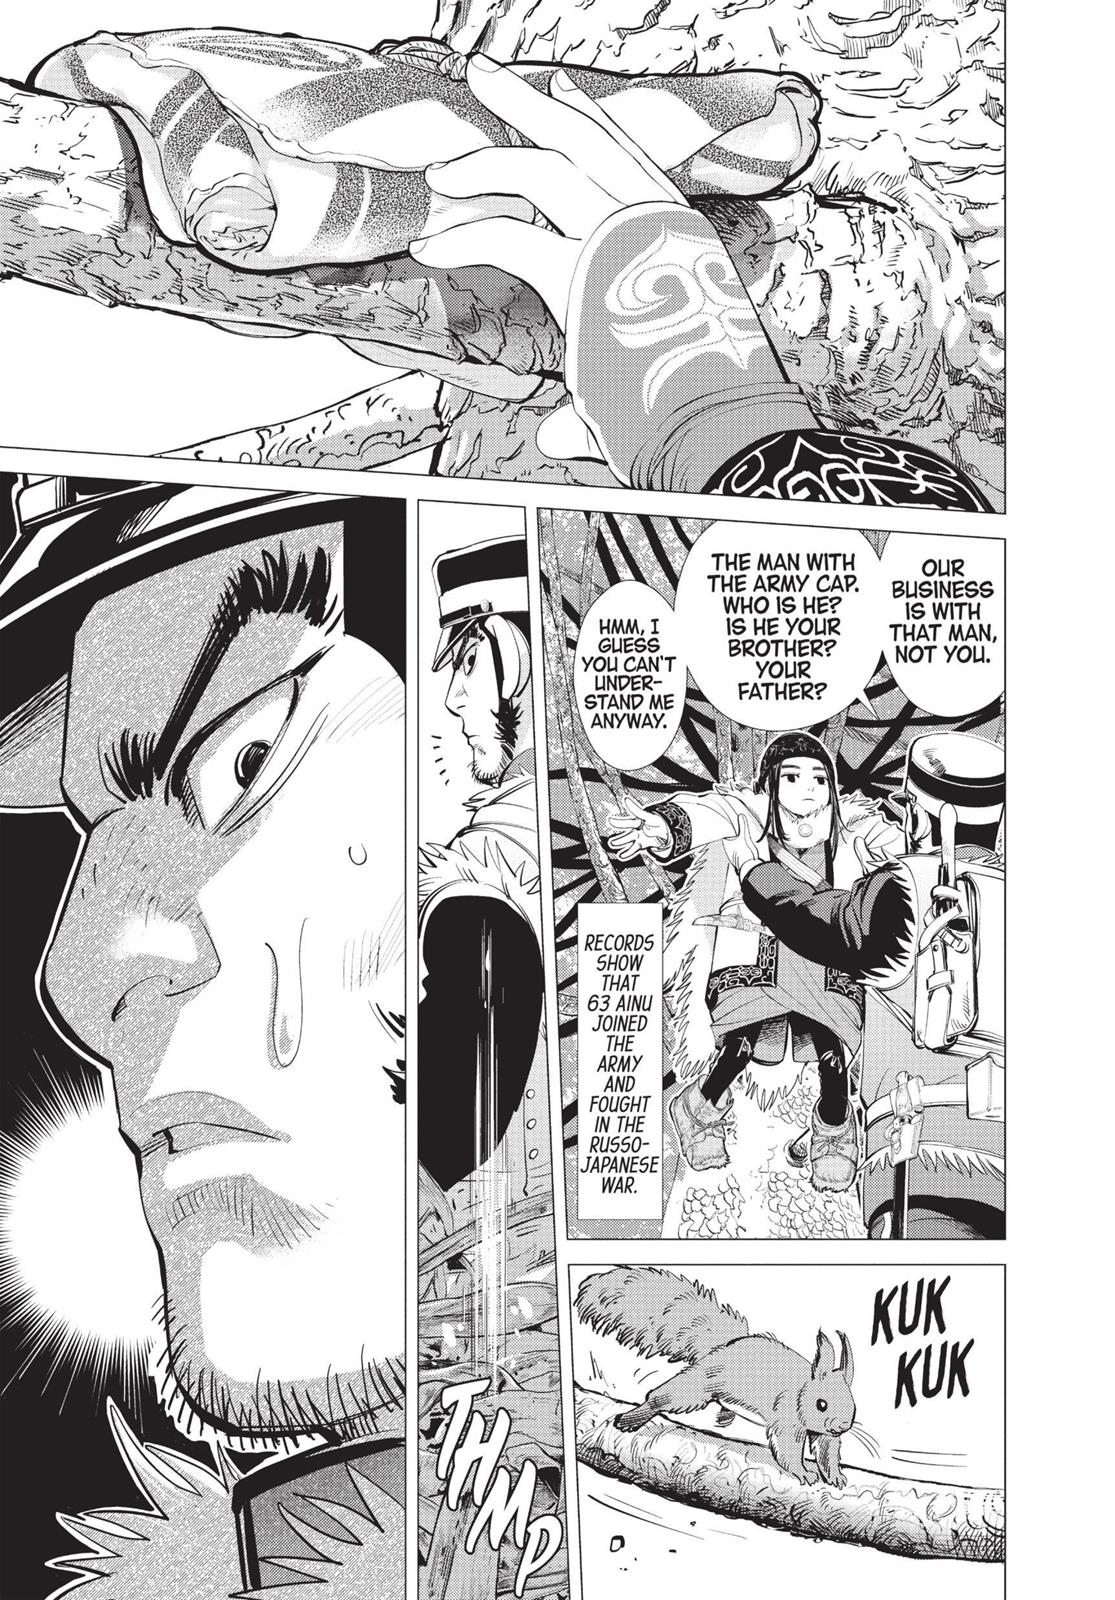 OUR
BUSINESS
IS WITH
THAT MAN,
NOT YOU.
THE MAN WITH
THE ARMY CAP.
WHO IS HE?
IS HE YOUR
BROTHER?
YOUR
FATHER?
HMM, I
GUESS
YOU CAN'T
UNDER-
STAND ME
ANYWAY.
RECORDS
SHOW
THAT
63 AINU
JOINED
THE
ARMY
AND
FOUGHT
IN THE
RUSSO-
JAPANESE
WAR.
KUK
KUK
THMP